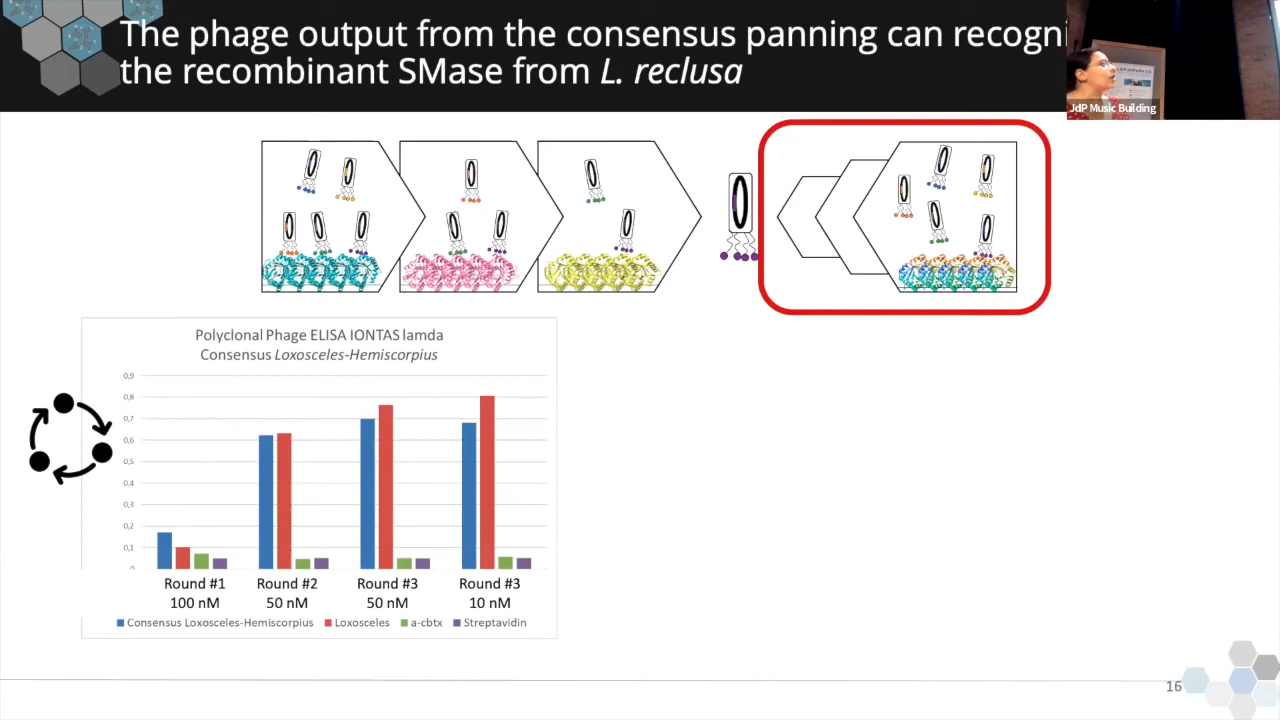 The phage output from the consensus panning can recogni
the recombinant SMase from L. reclusa
JdP Music Building
Polyclonal Phage ELISA IONTAS lamda
Consensus Loxosceles-Hemiscorpius
0,9
0,8
0,7
0,6
0,5
0,4
0,3
0,2
0,1
0
Round #1 Round #2 Round #3 Round #3
100 nM 50 nM 50 nM 10 nM
Consensus Loxosceles-Hemiscorpius Loxosceles a-cbtx Streptavidin
16